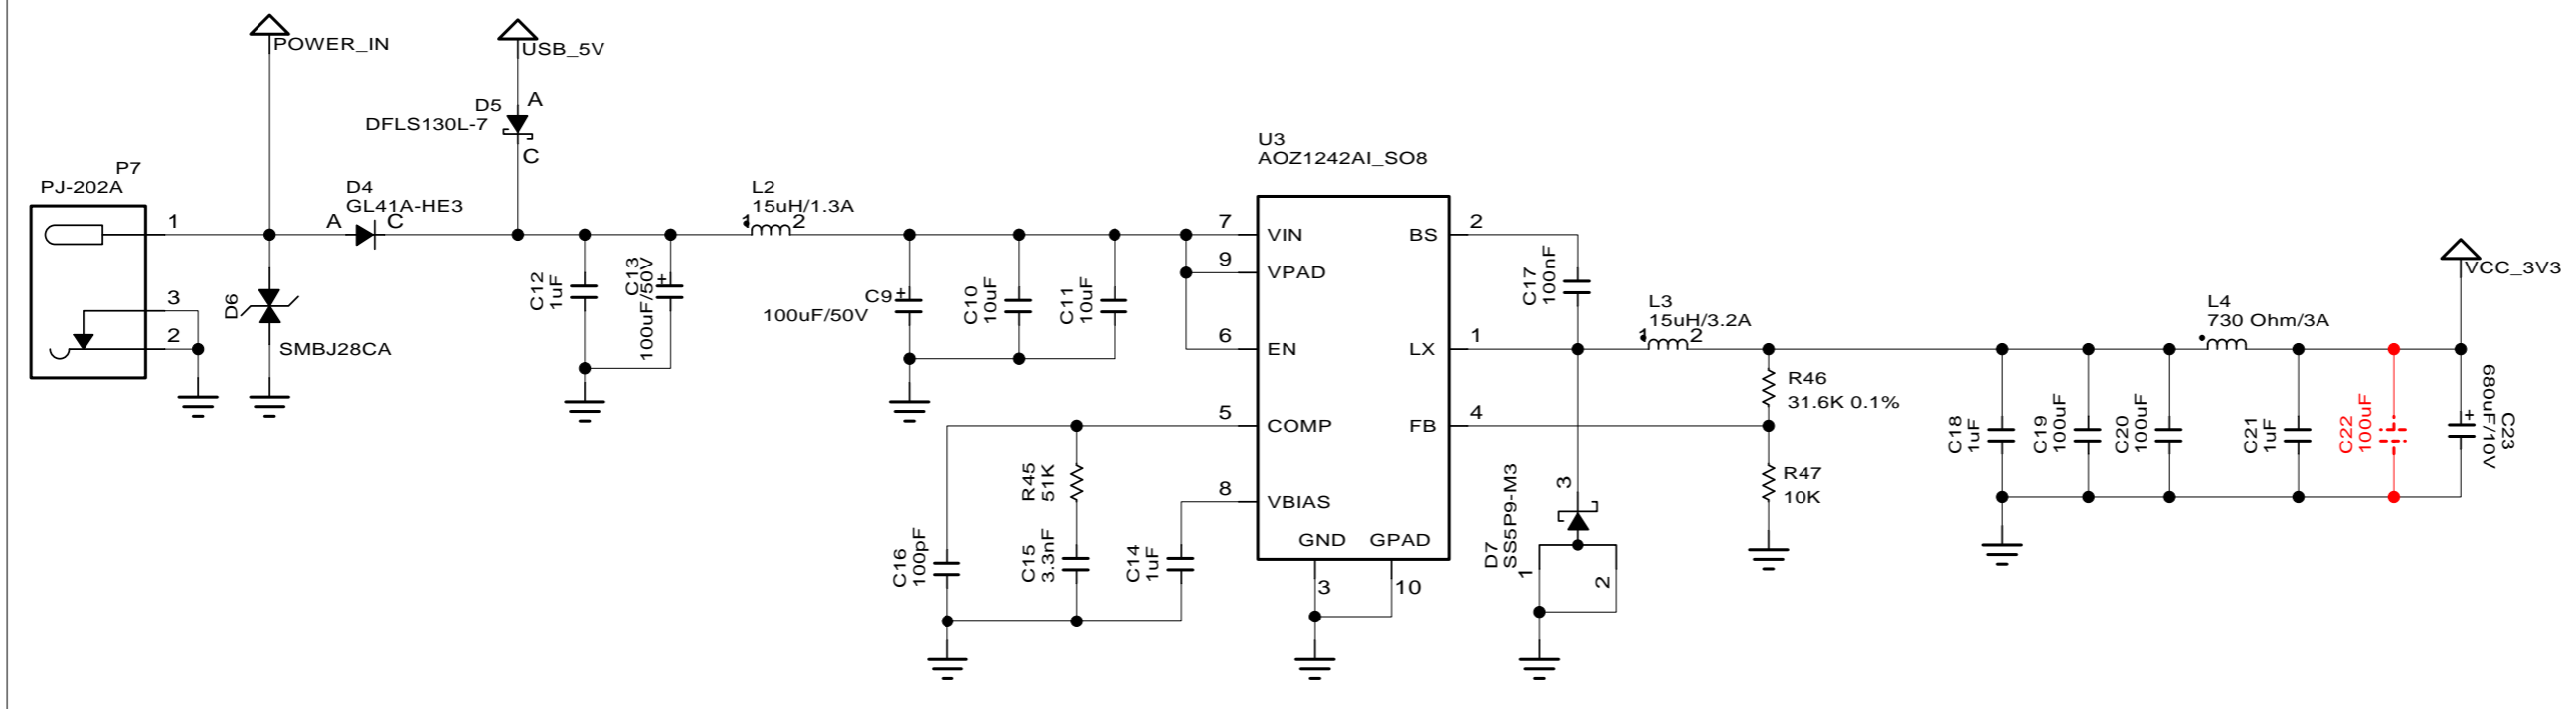 POWER_IN
USB_5V
D5
A
DFLS130L-7
C
P7
PJ-202A
1
3
2
D4
GL41A-HE3
A
C
D6
SMBJ28CA
C12
1uF
C13
100uF/50V
+
L2
15uH/1.3A
1
2
C9
+
100uF/50V
C10
10uF
C11
10uF
U3
AOZ1242AI_SO8
7
VIN
9
VPAD
6
EN
5
COMP
8
VBIAS
BS
2
LX
1
FB
4
GND
GPAD
3
10
C16
100pF
R45
51K
C15
3.3nF
C14
1uF
C17
100nF
D7
SS5P9-M3
3
1
2
L3
15uH/3.2A
1
2
R46
31.6K 0.1%
R47
10K
C18
1uF
C19
100uF
C20
100uF
L4
730 Ohm/3A
C21
1uF
C22
100uF
VCC_3V3
+
C23
680uF/10V